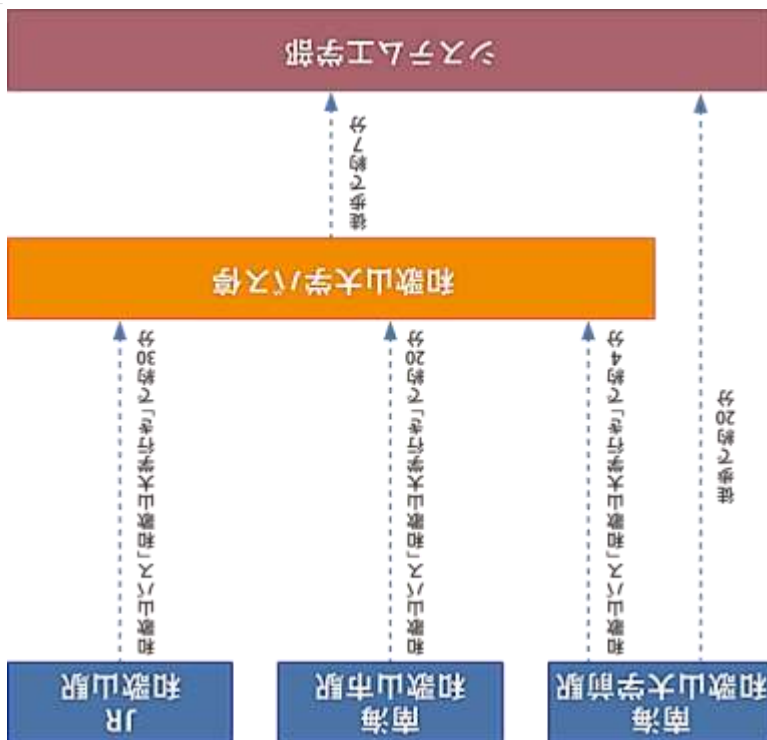 南海
和歌山大学前駅
南海
和歌山市駅
JR
和歌山駅
徒歩で約20分
和歌山バス「和歌山大学行き」で約4分
和歌山バス「和歌山大学行き」で約20分
和歌山バス「和歌山大学行き」で約30分
和歌山大学バス停
徒歩で約7分
システム工学部